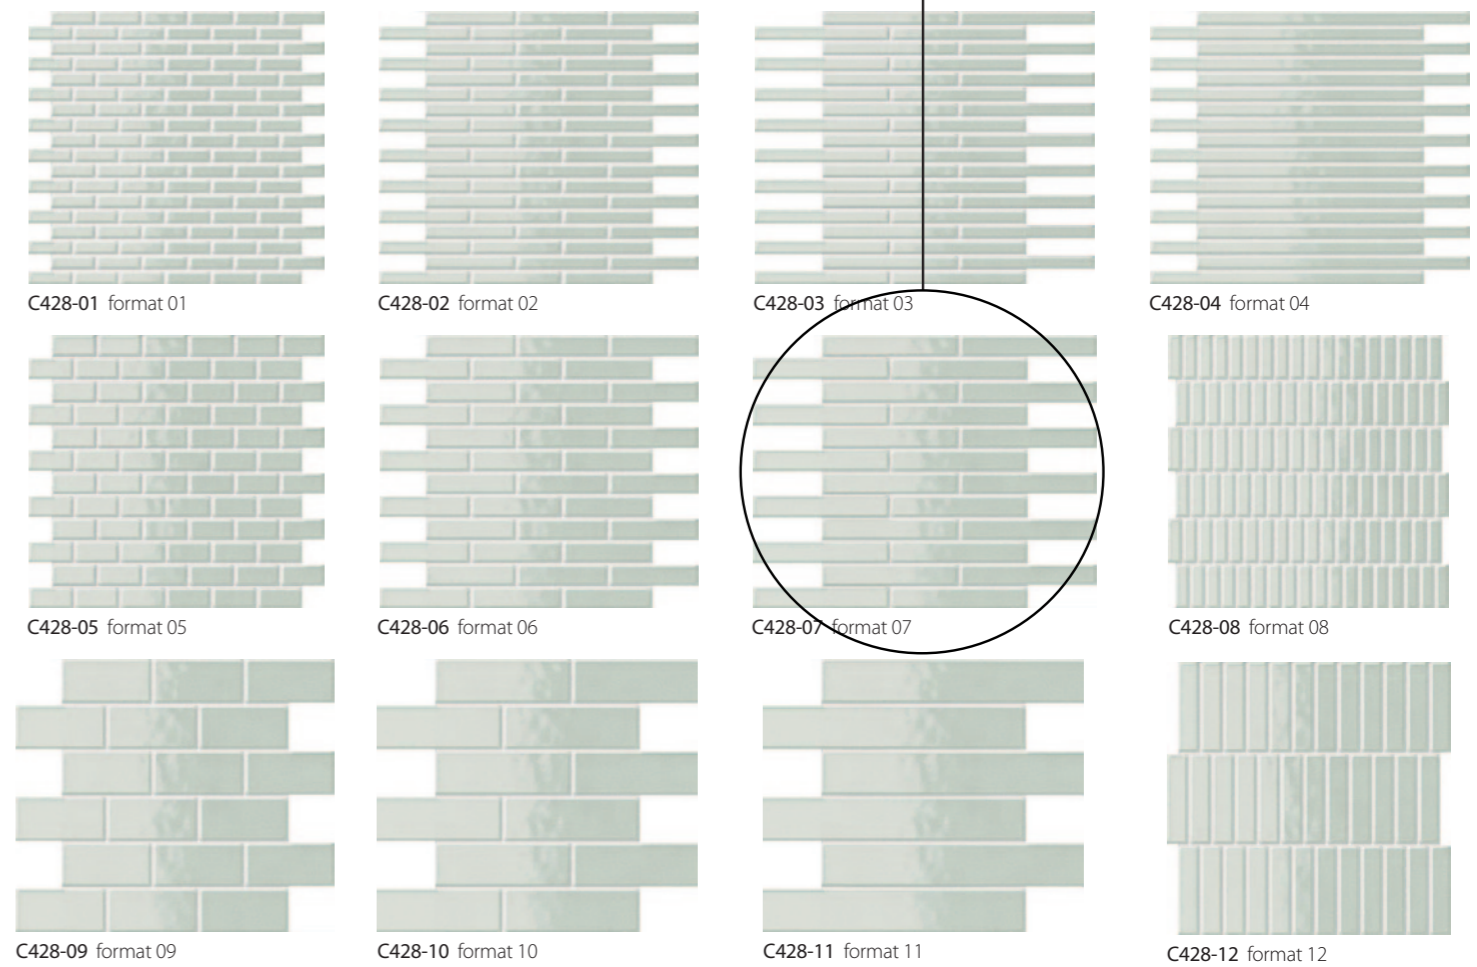 C428-01 format 01
C428-02 format 02
C428-03 format 03
C428-04 format 04
C428-05 format 05
C428-06 format 06
C428-07 format 07
C428-08 format 08
C428-09 format 09
C428-10 format 10
C428-11 format 11
C428-12 format 12